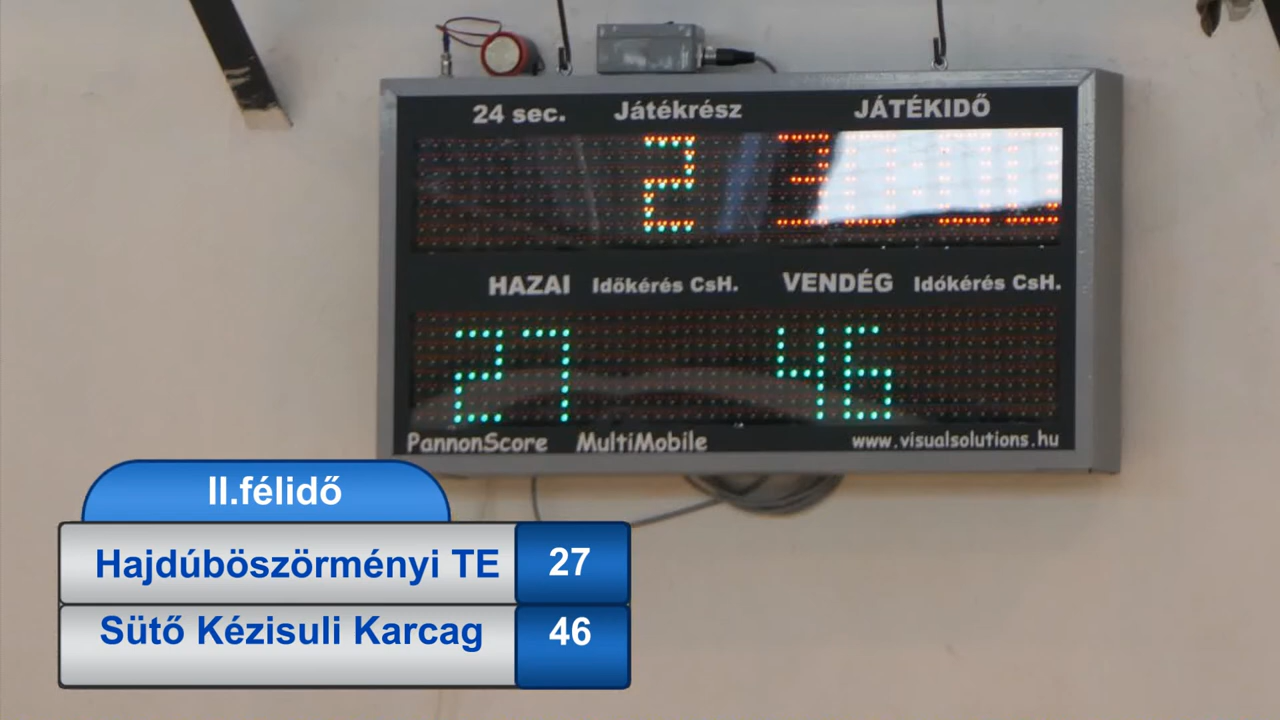 24 sec. Játékrész JÁTÉKIDŐ
2
HAZAI Időkérés CsH. VENDÉG Időkérés CsH.
27 46
PannonScore MultiMobile www.visualsolutions.hu
II.félidő
Hajdúböszörményi TE 27
Sütő Kézisuli Karcag 46